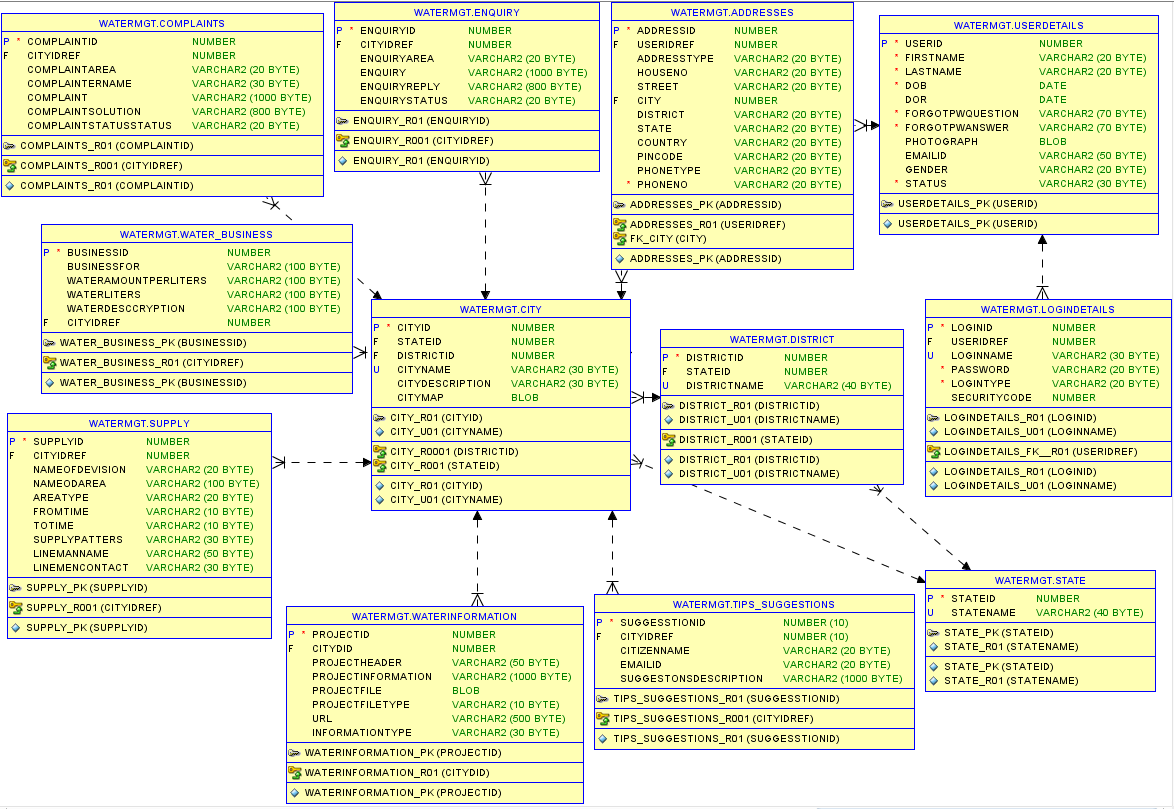 WATERMGT.COMPLAINTS
P * COMPLAINTID NUMBER
F CITYIDREF NUMBER
COMPLAINTAREA VARCHAR2 (20 BYTE)
COMPLAINTERNAME VARCHAR2 (30 BYTE)
COMPLAINT VARCHAR2 (1000 BYTE)
COMPLAINTSOLUTION VARCHAR2 (800 BYTE)
COMPLAINTSTATUSSTATUS VARCHAR2 (20 BYTE)
COMPLAINTS_R01 (COMPLAINTID)
COMPLAINTS_R001 (CITYIDREF)
COMPLAINTS_R01 (COMPLAINTID)
WATERMGT.ENQUIRY
P * ENQUIRYID NUMBER
F CITYIDREF NUMBER
ENQUIRYAREA VARCHAR2 (20 BYTE)
ENQUIRY VARCHAR2 (1000 BYTE)
ENQUIRYREPLY VARCHAR2 (800 BYTE)
ENQUIRYSTATUS VARCHAR2 (20 BYTE)
ENQUIRY_R01 (ENQUIRYID)
ENQUIRY_R001 (CITYIDREF)
ENQUIRY_R01 (ENQUIRYID)
WATERMGT.ADDRESSES
P * ADDRESSID NUMBER
F USERIDREF NUMBER
ADDRESSTYPE VARCHAR2 (20 BYTE)
HOUSENO VARCHAR2 (20 BYTE)
STREET VARCHAR2 (20 BYTE)
F CITY NUMBER
DISTRICT VARCHAR2 (20 BYTE)
STATE VARCHAR2 (20 BYTE)
COUNTRY VARCHAR2 (20 BYTE)
PINCODE VARCHAR2 (20 BYTE)
PHONETYPE VARCHAR2 (20 BYTE)
* PHONENO VARCHAR2 (20 BYTE)
ADDRESSES_PK (ADDRESSID)
ADDRESSES_R01 (USERIDREF)
FK_CITY (CITY)
ADDRESSES_PK (ADDRESSID)
WATERMGT.USERDETAILS
P * USERID NUMBER
* FIRSTNAME VARCHAR2 (20 BYTE)
* LASTNAME VARCHAR2 (20 BYTE)
* DOB DATE
DOR DATE
* FORGOTPWQUESTION VARCHAR2 (70 BYTE)
* FORGOTPWANSWER VARCHAR2 (70 BYTE)
PHOTOGRAPH BLOB
EMAILID VARCHAR2 (50 BYTE)
GENDER VARCHAR2 (20 BYTE)
* STATUS VARCHAR2 (30 BYTE)
USERDETAILS_PK (USERID)
USERDETAILS_PK (USERID)
WATERMGT.WATER_BUSINESS
P * BUSINESSID NUMBER
BUSINESSFOR VARCHAR2 (100 BYTE)
WATERAMOUNTPERLITERS VARCHAR2 (100 BYTE)
WATERLITERS VARCHAR2 (100 BYTE)
WATERDESCCRYPTION VARCHAR2 (100 BYTE)
F CITYIDREF NUMBER
WATER_BUSINESS_PK (BUSINESSID)
WATER_BUSINESS_R01 (CITYIDREF)
WATER_BUSINESS_PK (BUSINESSID)
WATERMGT.CITY
P * CITYID NUMBER
F STATEID NUMBER
F DISTRICTID NUMBER
U CITYNAME VARCHAR2 (30 BYTE)
CITYDESCRIPTION VARCHAR2 (30 BYTE)
CITYMAP BLOB
CITY_R01 (CITYID)
CITY_U01 (CITYNAME)
CITY_R0001 (DISTRICTID)
CITY_R001 (STATEID)
CITY_R01 (CITYID)
CITY_U01 (CITYNAME)
WATERMGT.DISTRICT
P * DISTRICTID NUMBER
F STATEID NUMBER
U DISTRICTNAME VARCHAR2 (40 BYTE)
DISTRICT_R01 (DISTRICTID)
DISTRICT_U01 (DISTRICTNAME)
DISTRICT_R001 (STATEID)
DISTRICT_R01 (DISTRICTID)
DISTRICT_U01 (DISTRICTNAME)
WATERMGT.LOGINDETAILS
P * LOGINID NUMBER
F USERIDREF NUMBER
U LOGINNAME VARCHAR2 (30 BYTE)
* PASSWORD VARCHAR2 (20 BYTE)
* LOGINTYPE VARCHAR2 (20 BYTE)
SECURITYCODE NUMBER
LOGINDETAILS_R01 (LOGINID)
LOGINDETAILS_U01 (LOGINNAME)
LOGINDETAILS_FK__R01 (USERIDREF)
LOGINDETAILS_R01 (LOGINID)
LOGINDETAILS_U01 (LOGINNAME)
WATERMGT.SUPPLY
P * SUPPLYID NUMBER
F CITYIDREF NUMBER
NAMEOFDEVISION VARCHAR2 (20 BYTE)
NAMEODAREA VARCHAR2 (100 BYTE)
AREATYPE VARCHAR2 (20 BYTE)
FROMTIME VARCHAR2 (10 BYTE)
TOTIME VARCHAR2 (10 BYTE)
SUPPLYPATTERS VARCHAR2 (30 BYTE)
LINEMANNAME VARCHAR2 (50 BYTE)
LINEMENCONTACT VARCHAR2 (30 BYTE)
SUPPLY_PK (SUPPLYID)
SUPPLY_R001 (CITYIDREF)
SUPPLY_PK (SUPPLYID)
WATERMGT.WATERINFORMATION
P * PROJECTID NUMBER
F CITYDID NUMBER
PROJECTHEADER VARCHAR2 (50 BYTE)
PROJECTINFORMATION VARCHAR2 (1000 BYTE)
PROJECTFILE BLOB
PROJECTFILETYPE VARCHAR2 (10 BYTE)
URL VARCHAR2 (500 BYTE)
INFORMATIONTYPE VARCHAR2 (30 BYTE)
WATERINFORMATION_PK (PROJECTID)
WATERINFORMATION_R01 (CITYDID)
WATERINFORMATION_PK (PROJECTID)
WATERMGT.TIPS_SUGGESTIONS
P * SUGGESSTIONID NUMBER (10)
F CITYIDREF NUMBER (10)
CITIZENNAME VARCHAR2 (20 BYTE)
EMAILID VARCHAR2 (20 BYTE)
SUGGESTONSDESCRIPTION VARCHAR2 (1000 BYTE)
TIPS_SUGGESTIONS_R01 (SUGGESSTIONID)
TIPS_SUGGESTIONS_R001 (CITYIDREF)
TIPS_SUGGESTIONS_R01 (SUGGESSTIONID)
WATERMGT.STATE
P * STATEID NUMBER
U STATENAME VARCHAR2 (40 BYTE)
STATE_PK (STATEID)
STATE_R01 (STATENAME)
STATE_PK (STATEID)
STATE_R01 (STATENAME)